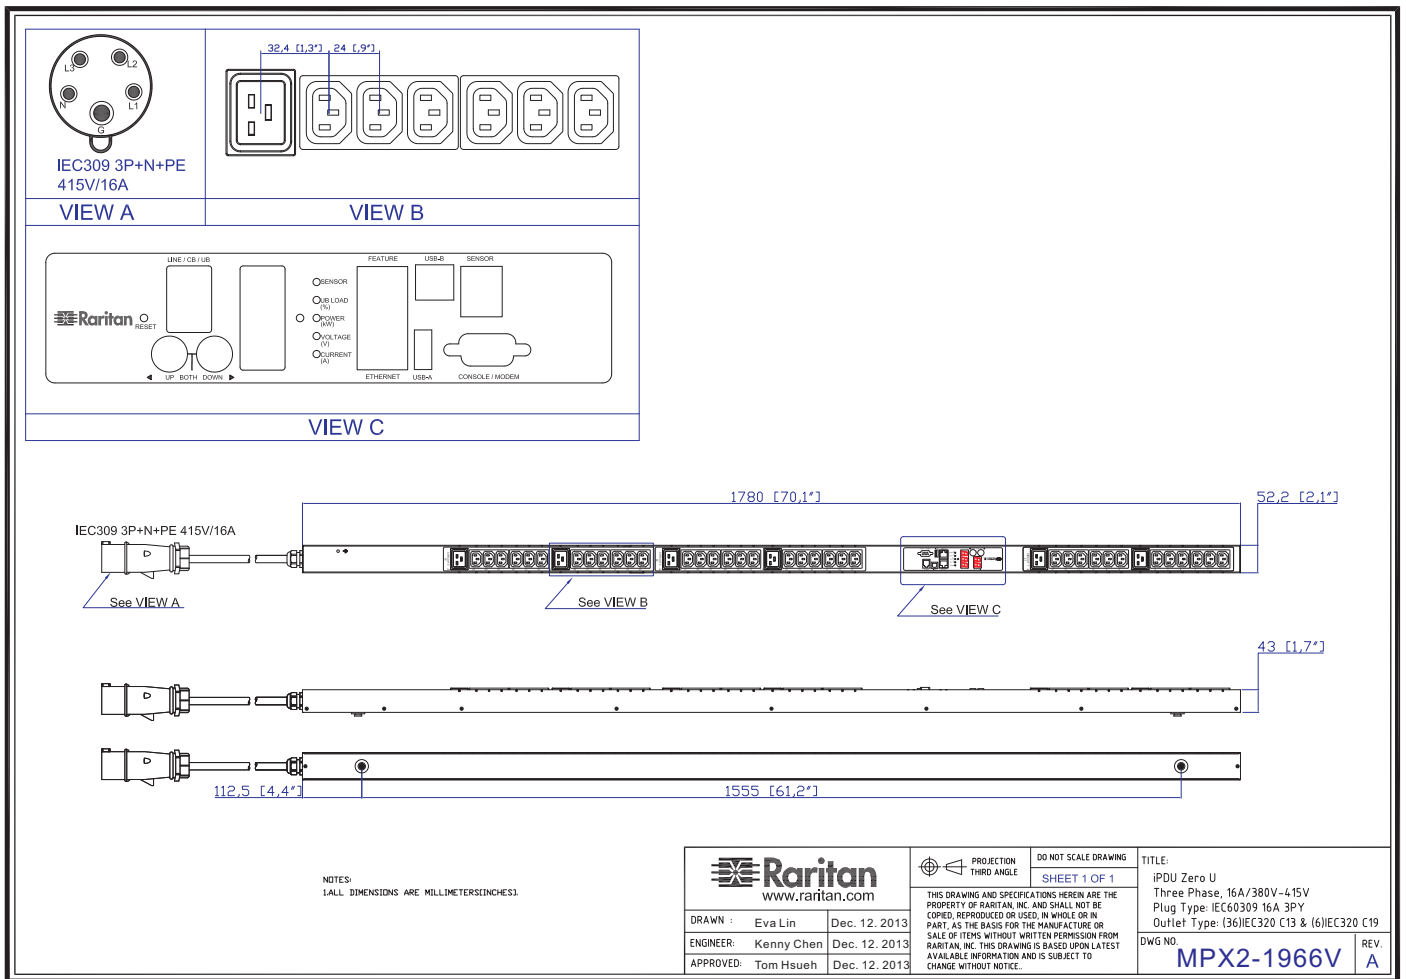 L3
L2
N
L1
G
IEC309 3P+N+PE
415V/16A
VIEW A
32,4 [1,3"]
24 [,9"]
VIEW B
LINE / CB / UB
Raritan
RESET
UP BOTH DOWN
SENSOR
UB LOAD
(%)
POWER
(kW)
VOLTAGE
(V)
CURRENT
(A)
FEATURE
ETHERNET
USB-B
USB-A
SENSOR
CONSOLE / MODEM
VIEW C
1780 [70,1"]
52,2 [2,1"]
IEC309 3P+N+PE 415V/16A
See VIEW A
See VIEW B
See VIEW C
43 [1,7"]
112,5 [4,4"]
1555 [61,2"]
NOTES:
1.ALL DIMENSIONS ARE MILLIMETERS[INCHES].
Raritan
www.raritan.com
DRAWN : Eva Lin Dec. 12. 2013
ENGINEER: Kenny Chen Dec. 12. 2013
APPROVED: Tom Hsueh Dec. 12. 2013
PROJECTION
THIRD ANGLE
DO NOT SCALE DRAWING
SHEET 1 OF 1
THIS DRAWING AND SPECIFICATIONS HEREIN ARE THE
PROPERTY OF RARITAN, INC. AND SHALL NOT BE
COPIED, REPRODUCED OR USED, IN WHOLE OR IN
PART, AS THE BASIS FOR THE MANUFACTURE OR
SALE OF ITEMS WITHOUT WRITTEN PERMISSION FROM
RARITAN, INC. THIS DRAWING IS BASED UPON LATEST
AVAILABLE INFORMATION AND IS SUBJECT TO
CHANGE WITHOUT NOTICE..
TITLE:
iPDU Zero U
Three Phase, 16A/380V-415V
Plug Type: IEC60309 16A 3PY
Outlet Type: (36)IEC320 C13 & (6)IEC320 C19
DWG NO.
MPX2-1966V
REV.
A